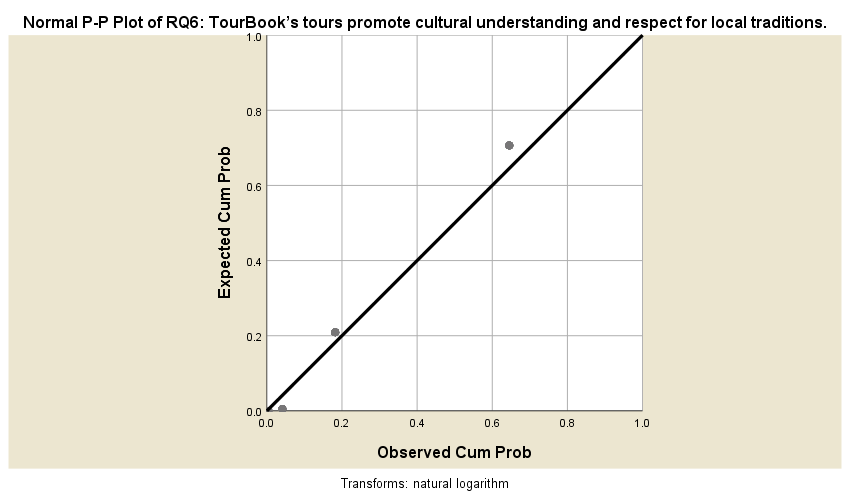 Normal P-P Plot of RQ6: TourBook’s tours promote cultural understanding and respect for local traditions.
1.0
0.8
0.6
0.4
0.2
0.0
Expected Cum Prob
0.0 0.2 0.4 0.6 0.8 1.0
Observed Cum Prob
Transforms: natural logarithm